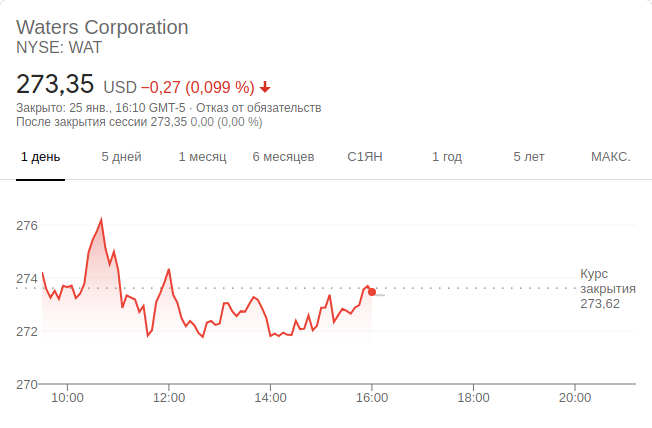 Waters Corporation
NYSE: WAT
273,35 USD −0,27 (0,099 %)
Закрыто: 25 янв., 16:10 GMT-5 · Отказ от обязательств
После закрытия сессии 273,35 0,00 (0,00 %)
1 день 5 дней 1 месяц 6 месяцев С1ЯН 1 год 5 лет МАКС.
276
274
Курс
закрытия
273,62
272
270
10:00 12:00 14:00 16:00 18:00 20:00